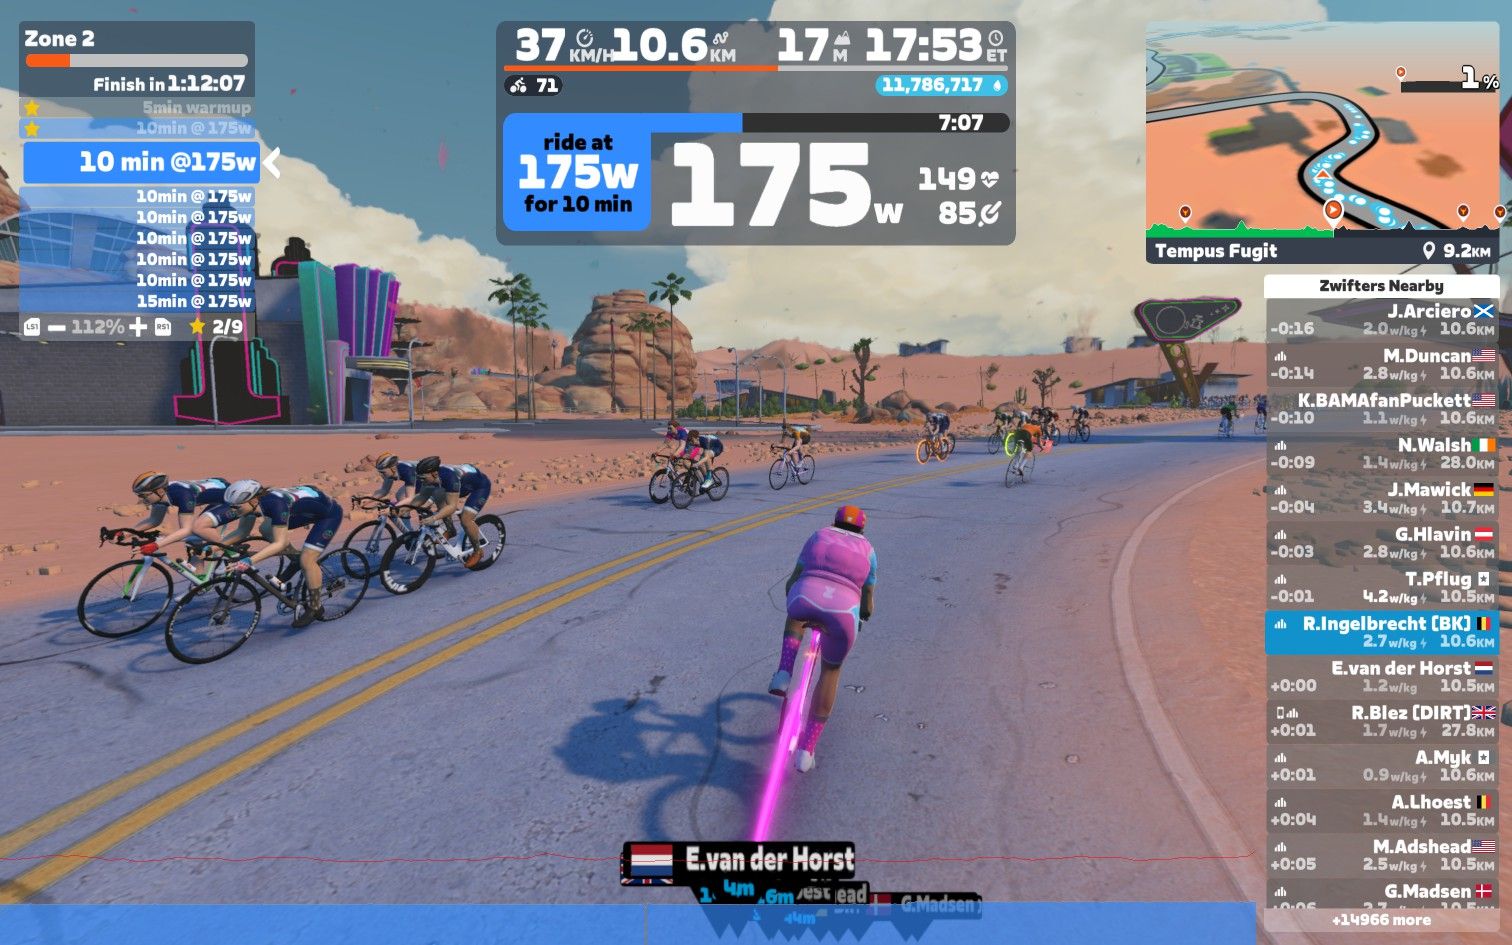 Zone 2
Finish in 1:12:07
5min warmup
10min @ 175w
10 min @175w
10min @ 175w
10min @ 175w
10min @ 175w
10min @ 175w
10min @ 175w
15min @ 175w
LS1 − 112% + RS1 2/9
37 KM/H 10.6 KM 17 M 17:53 ET
71 11,786,717
7:07
ride at
175w
for 10 min
175w
149
85
1%
Tempus Fugit 9.2KM
Zwifters Nearby
J.Arciero
-0:16 2.0w/kg 10.6KM
M.Duncan
-0:14 2.8w/kg 10.6KM
K.BAMAfanPuckett
-0:10 1.1w/kg 10.6KM
N.Walsh
-0:09 1.4w/kg 28.0KM
J.Mawick
-0:04 3.4w/kg 10.7KM
G.Hlavin
-0:03 2.8w/kg 10.6KM
T.Pflug
-0:01 4.2w/kg 10.5KM
R.Ingelbrecht (BK)
2.7w/kg 10.6KM
E.van der Horst
+0:00 1.2w/kg 10.5KM
R.Blez (DIRT)
+0:01 1.7w/kg 27.8KM
A.Myk
+0:01 0.9w/kg 10.6KM
A.Lhoest
+0:04 1.4w/kg 10.5KM
M.Adshead
+0:05 2.5w/kg 10.5KM
G.Madsen
+14966 more
E.van der Horst
4m
G.Madsen